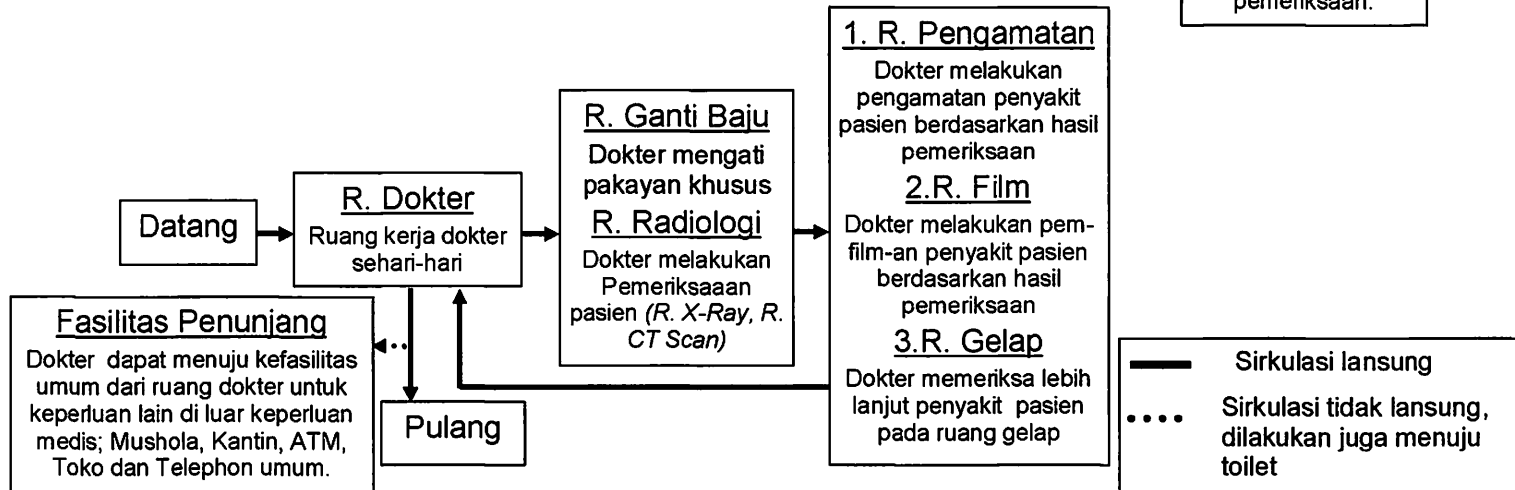 pemeriksaan.
Datang
R. Dokter
Ruang kerja dokter
sehari-hari
R. Ganti Baju
Dokter mengati
pakayan khusus
R. Radiologi
Dokter melakukan
Pemeriksaaan
pasien (R. X-Ray, R.
CT Scan)
1. R. Pengamatan
Dokter melakukan
pengamatan penyakit
pasien berdasarkan hasil
pemeriksaan
2.R. Film
Dokter melakukan pem-
film-an penyakit pasien
berdasarkan hasil
pemeriksaan
3.R. Gelap
Dokter memeriksa lebih
lanjut penyakit pasien
pada ruang gelap
Fasilitas Penunjang
Dokter dapat menuju kefasilitas
umum dari ruang dokter untuk
keperluan lain di luar keperluan
medis; Mushola, Kantin, ATM,
Toko dan Telephon umum.
Pulang
Sirkulasi lansung
Sirkulasi tidak lansung,
dilakukan juga menuju
toilet